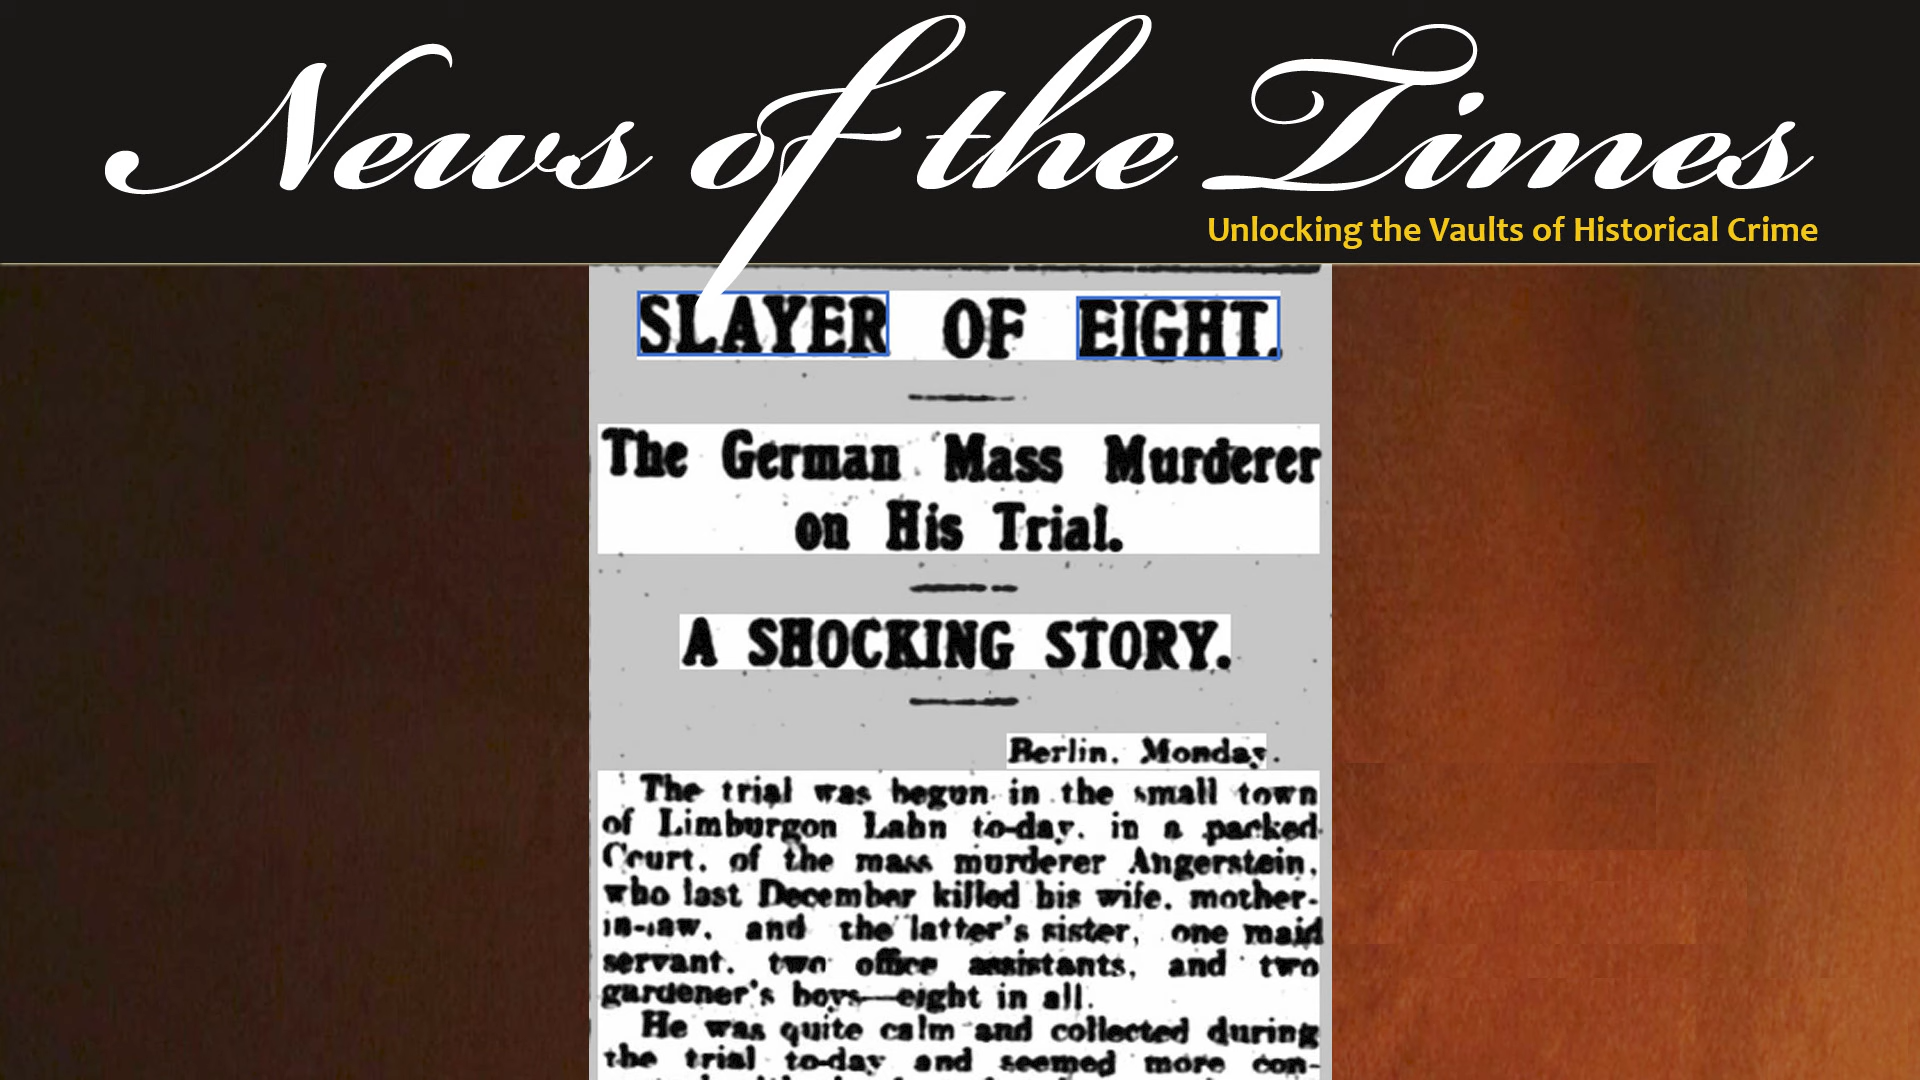 News of the Times
Unlocking the Vaults of Historical Crime
SLAYER OF EIGHT.
The German Mass Murderer
on His Trial.
A SHOCKING STORY.
Berlin, Monday.
The trial was begun in the small town
of Limburgon Lahn to-day, in a packed
Court, of the mass murderer Angerstein,
who last December killed his wife, mother-
in-law, and the latter's sister, one maid
servant, two office assistants, and two
gardener's boys—eight in all.
He was quite calm and collected during
the trial to-day and seemed more con-